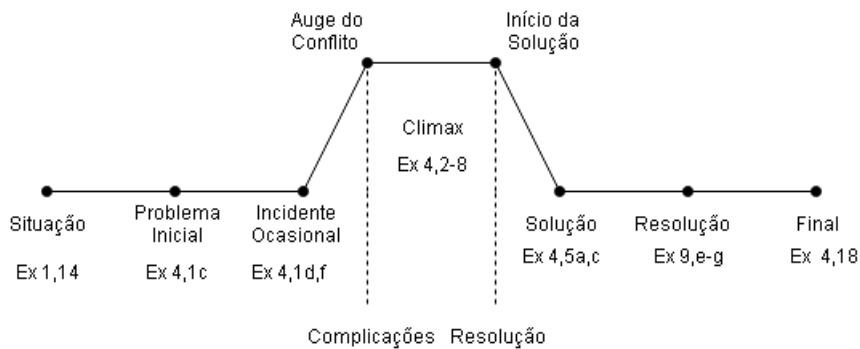 Auge do
Conflito
Início da
Solução
Climax
Ex 4,2-8
Situação
Ex 1,14
Problema
Inicial
Ex 4,1c
Incidente
Ocasional
Ex 4,1d,f
Solução
Ex 4,5a,c
Resolução
Ex 9,e-g
Final
Ex 4,18
Complicações
Resolução